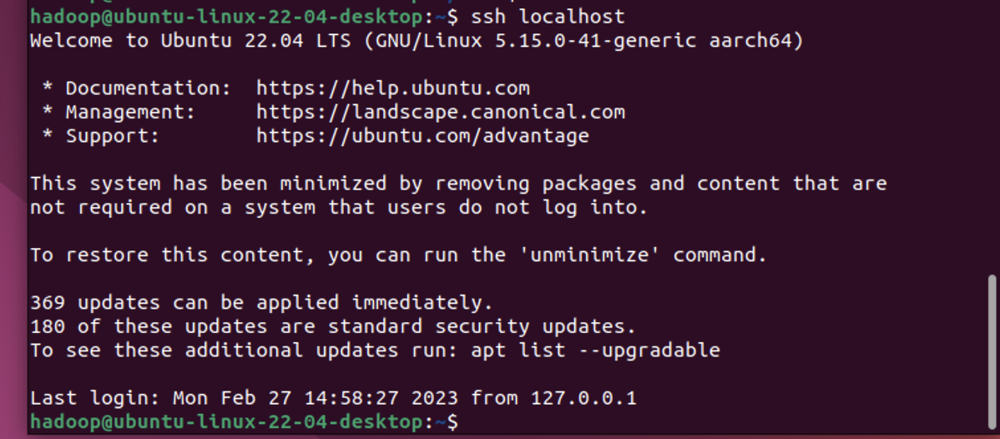 hadoop@ubuntu-linux-22-04-desktop:~$ ssh localhost
Welcome to Ubuntu 22.04 LTS (GNU/Linux 5.15.0-41-generic aarch64)
 * Documentation:  https://help.ubuntu.com
 * Management:     https://landscape.canonical.com
 * Support:        https://ubuntu.com/advantage
This system has been minimized by removing packages and content that are
not required on a system that users do not log into.
To restore this content, you can run the 'unminimize' command.
369 updates can be applied immediately.
180 of these updates are standard security updates.
To see these additional updates run: apt list --upgradable
Last login: Mon Feb 27 14:58:27 2023 from 127.0.0.1
hadoop@ubuntu-linux-22-04-desktop:~$